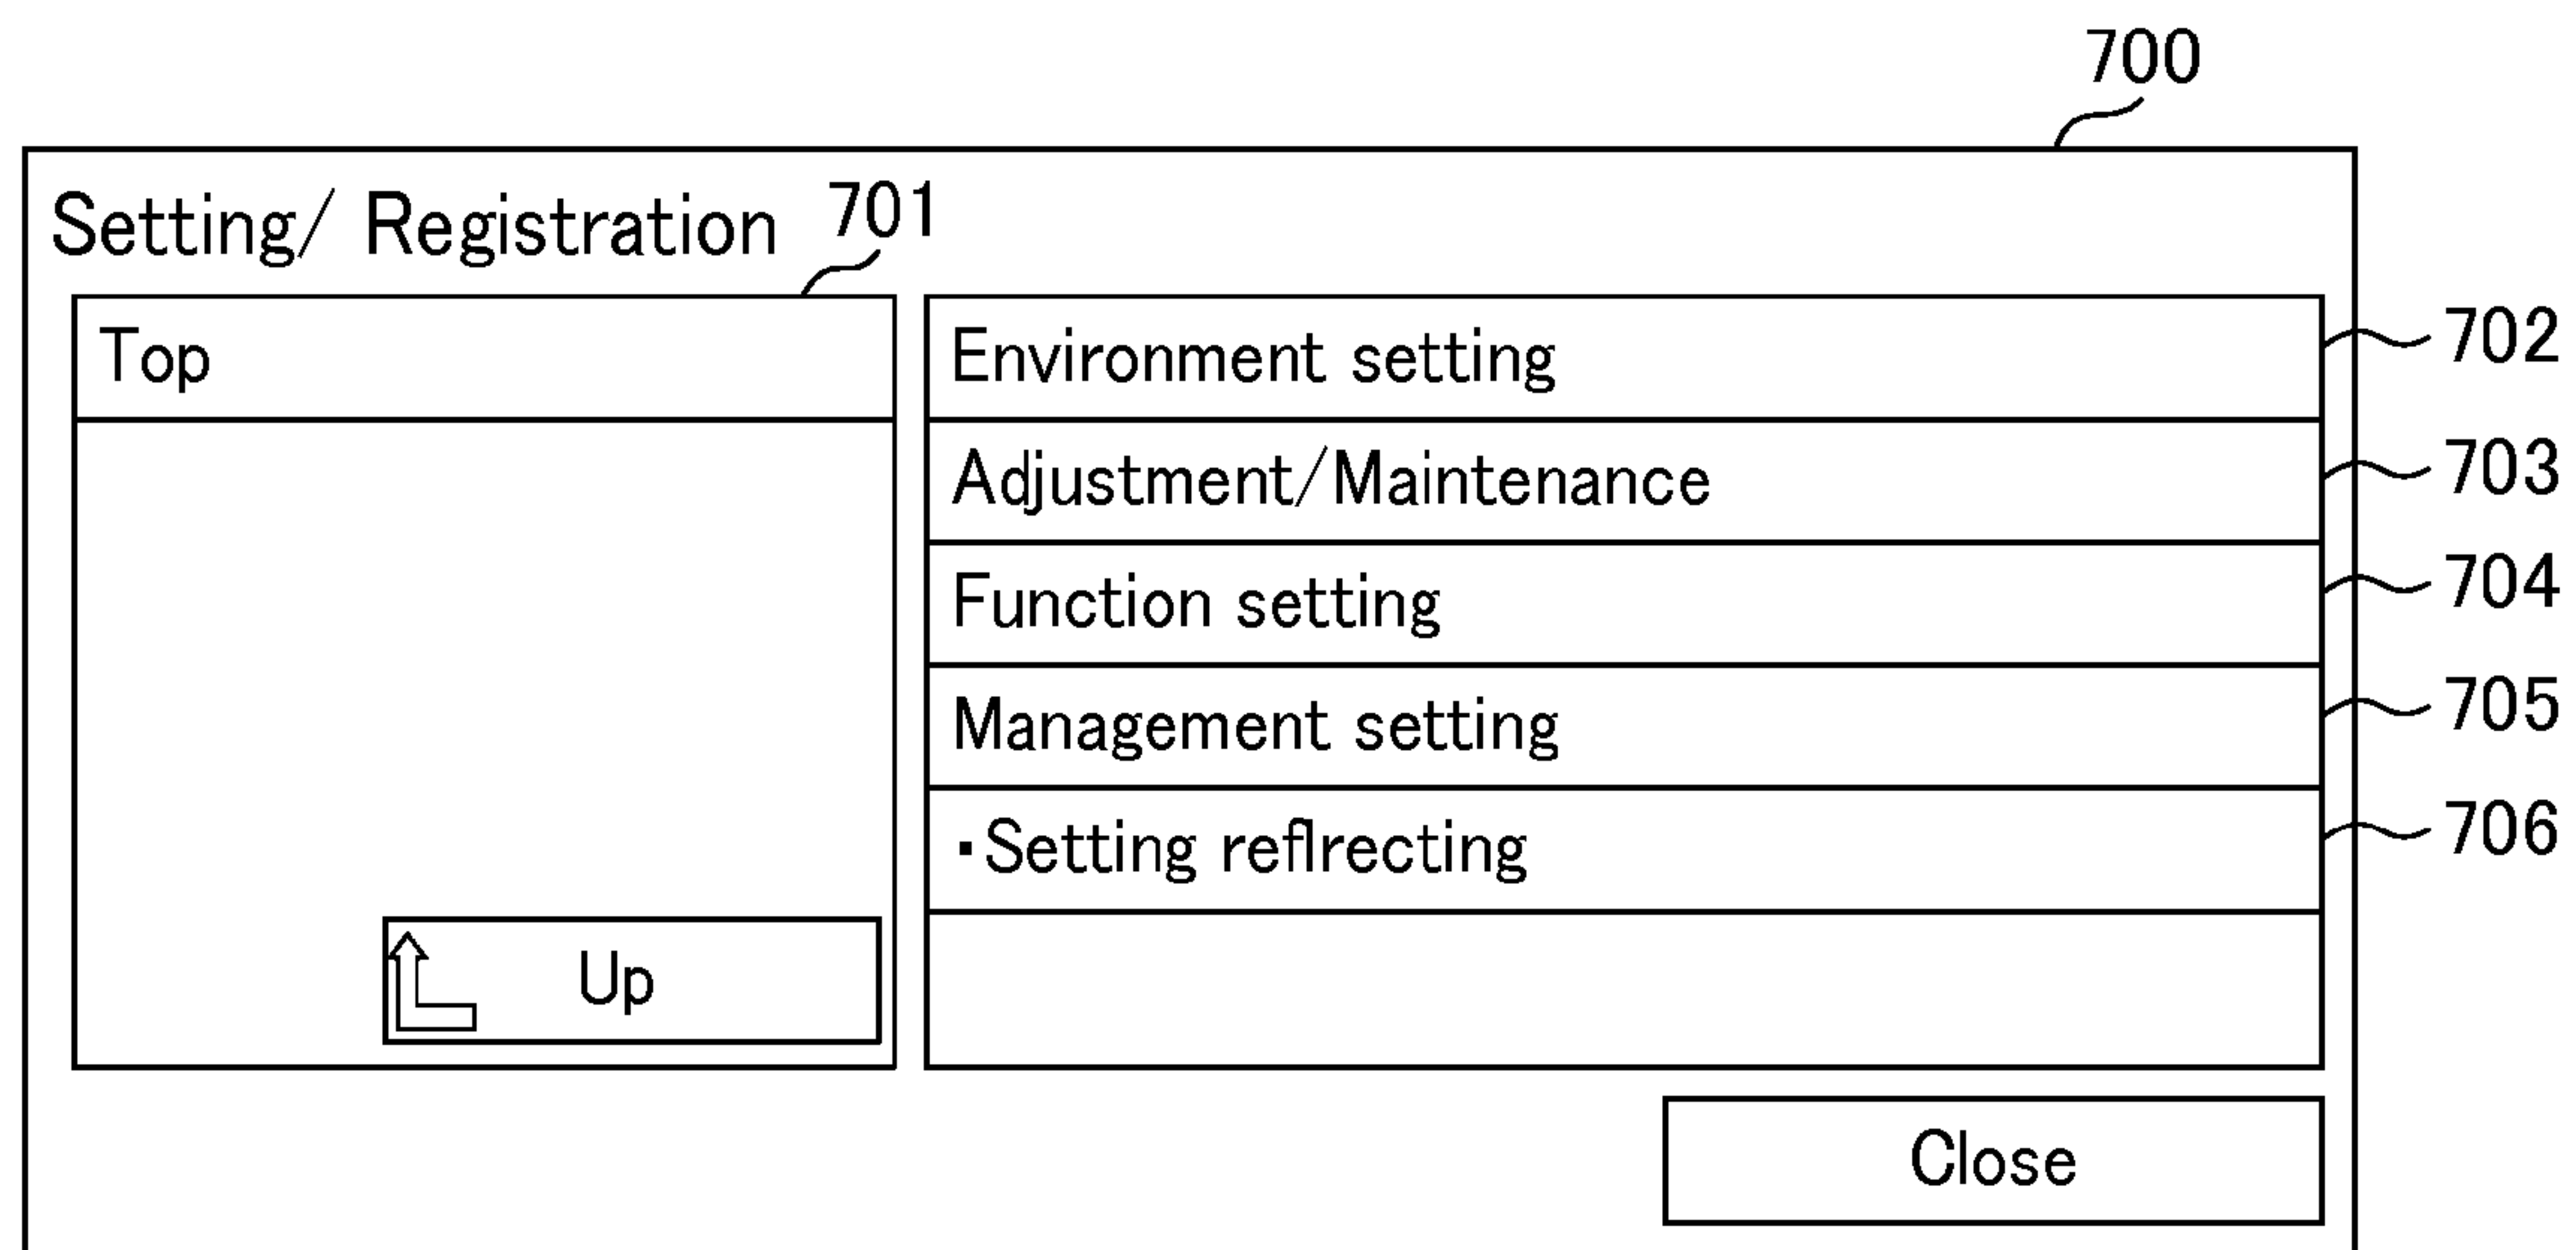 700
Setting/ Registration
701
Top
Up
Environment setting
702
Adjustment/Maintenance
703
Function setting
704
Management setting
705
▪Setting reflrecting
706
Close